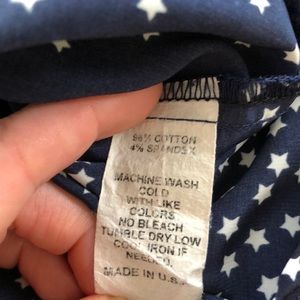 96% COTTON
4% SPANDEX
MACHINE WASH
COLD
WITH LIKE
COLORS
NO BLEACH
TUMBLE DRY LOW
COOL IRON IF
NEEDED.
MADE IN U.S.A